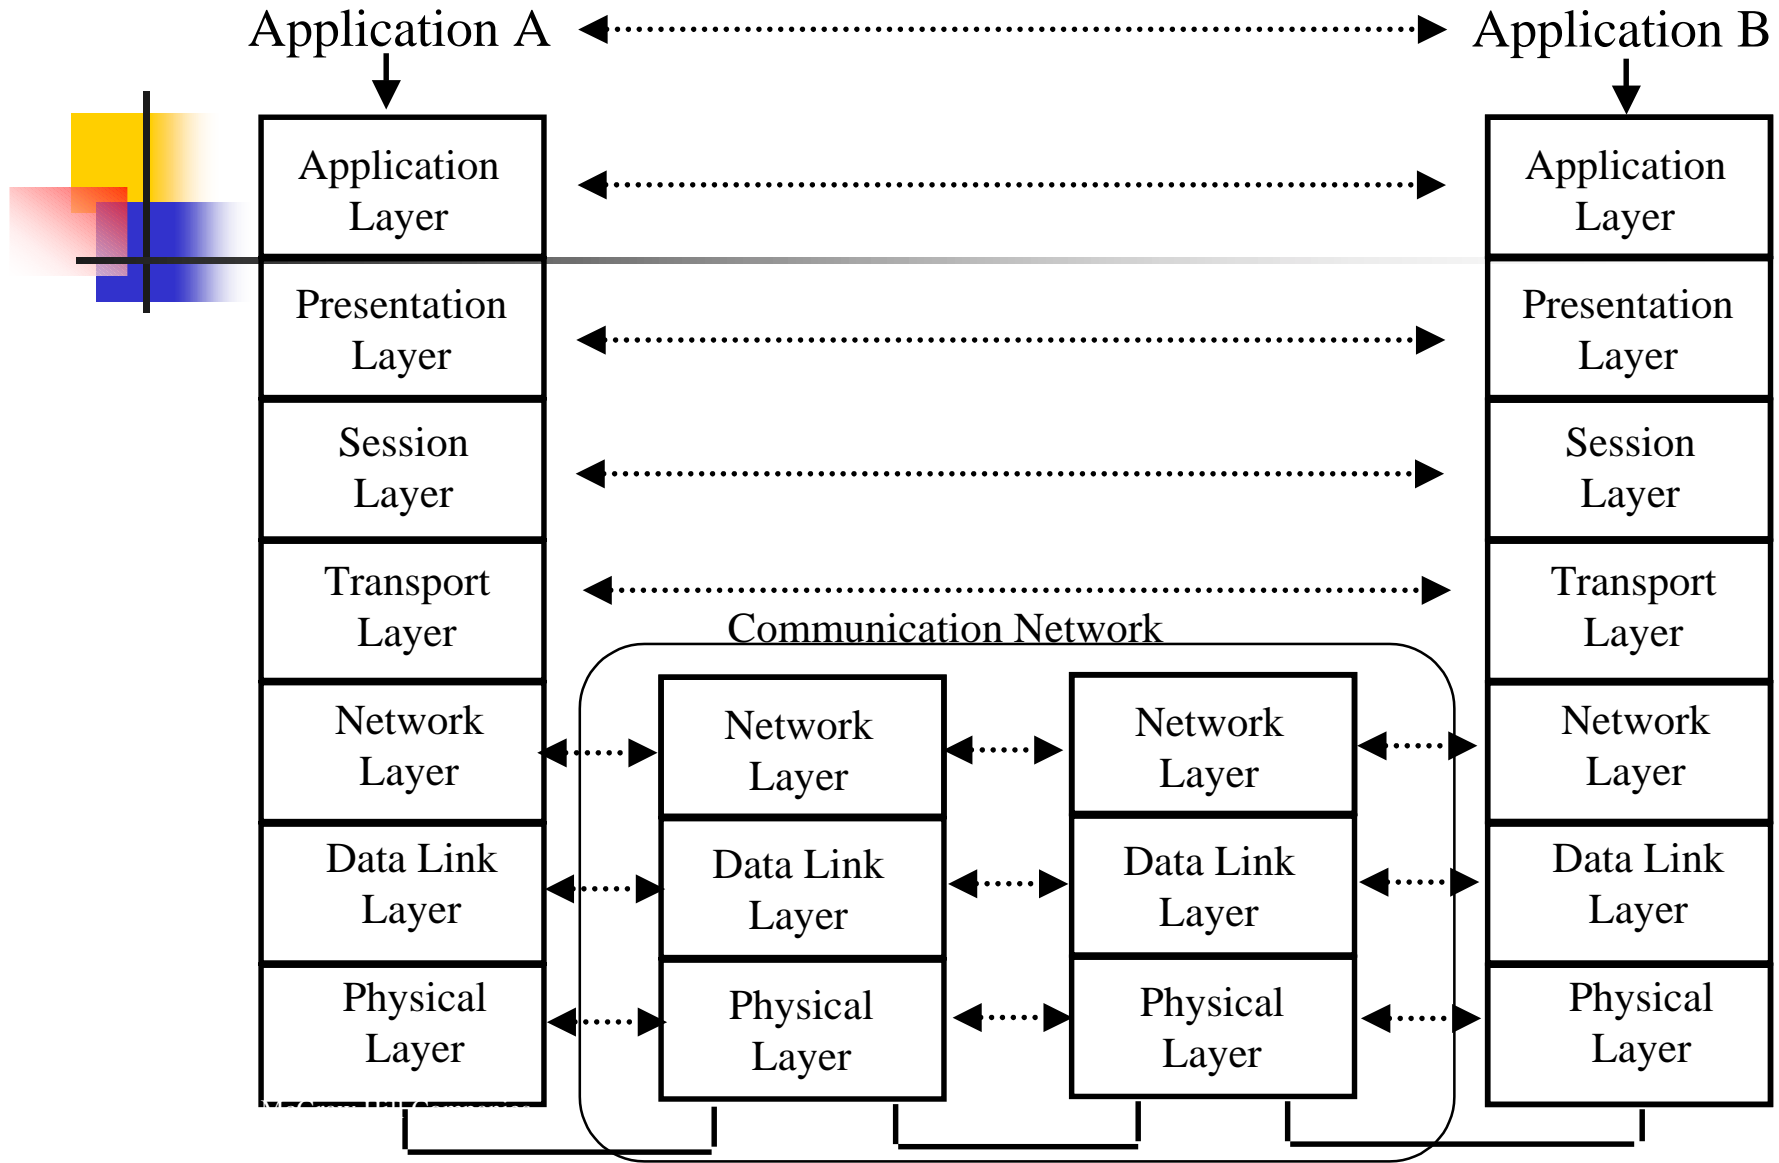 Application A
Application B
Application
Layer
Presentation
Layer
Session
Layer
Transport
Layer
Network
Layer
Data Link
Layer
Physical
Layer
Communication Network
Network
Layer
Data Link
Layer
Physical
Layer
Network
Layer
Data Link
Layer
Physical
Layer
Application
Layer
Presentation
Layer
Session
Layer
Transport
Layer
Network
Layer
Data Link
Layer
Physical
Layer